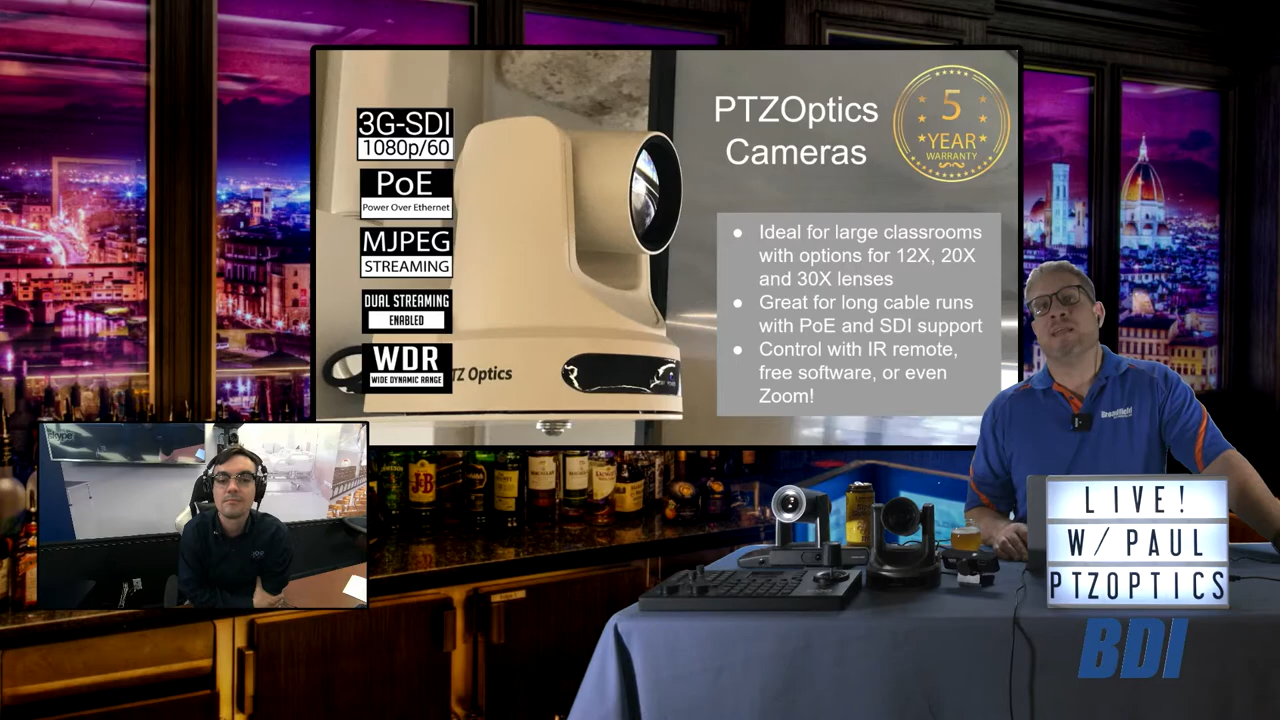 3G-SDI
1080p/60
PoE
Power Over Ethernet
MJPEG
STREAMING
DUAL STREAMING
ENABLED
WDR
WIDE DYNAMIC RANGE
TZ Optics
PTZOptics
Cameras
5
YEAR
WARRANTY
● Ideal for large classrooms
with options for 12X, 20X
and 30X lenses
● Great for long cable runs
with PoE and SDI support
● Control with IR remote,
free software, or even
Zoom!
skype
J&B
Broadfield
LIVE!
W/ PAUL
PTZOPTICS
BDI